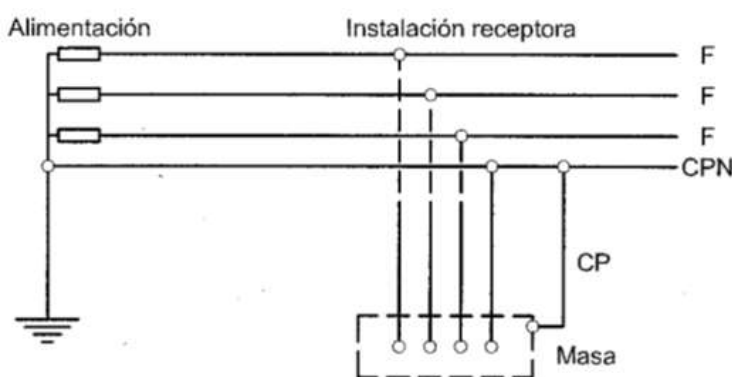 Alimentación
Instalación receptora
F
F
F
CPN
CP
Masa